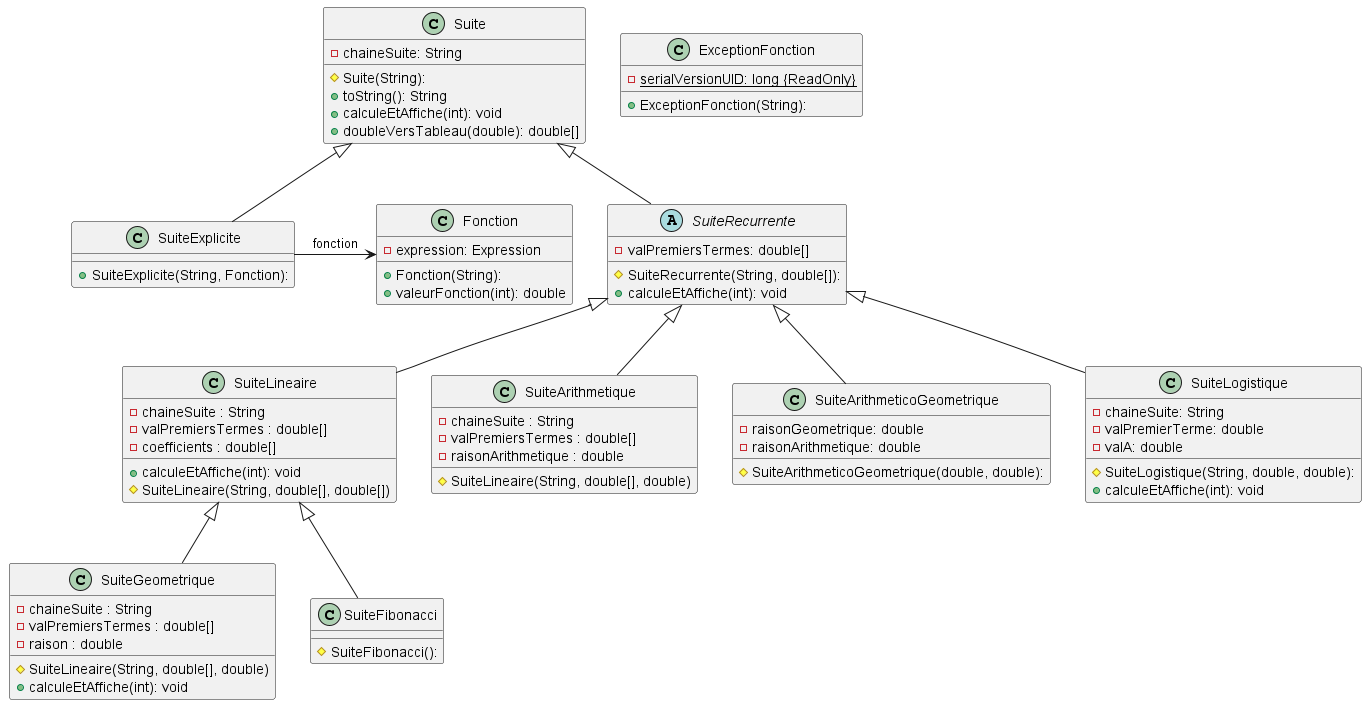 C Suite
chaineSuite: String
Suite(String):
toString(): String
calculeEtAffiche(int): void
doubleVersTableau(double): double[]
C ExceptionFonction
serialVersionUID: long {ReadOnly}
ExceptionFonction(String):
C SuiteExplicite
SuiteExplicite(String, Fonction):
fonction
C Fonction
expression: Expression
Fonction(String):
valeurFonction(int): double
A SuiteRecurrente
valPremiersTermes: double[]
SuiteRecurrente(String, double[]):
calculeEtAffiche(int): void
C SuiteLineaire
chaineSuite : String
valPremiersTermes : double[]
coefficients : double[]
calculeEtAffiche(int): void
SuiteLineaire(String, double[], double[])
C SuiteArithmetique
chaineSuite : String
valPremiersTermes : double[]
raisonArithmetique : double
SuiteLineaire(String, double[], double)
C SuiteArithmeticoGeometrique
raisonGeometrique: double
raisonArithmetique: double
SuiteArithmeticoGeometrique(double, double):
C SuiteLogistique
chaineSuite: String
valPremierTerme: double
valA: double
SuiteLogistique(String, double, double):
calculeEtAffiche(int): void
C SuiteGeometrique
chaineSuite : String
valPremiersTermes : double[]
raison : double
SuiteLineaire(String, double[], double)
calculeEtAffiche(int): void
C SuiteFibonacci
SuiteFibonacci():